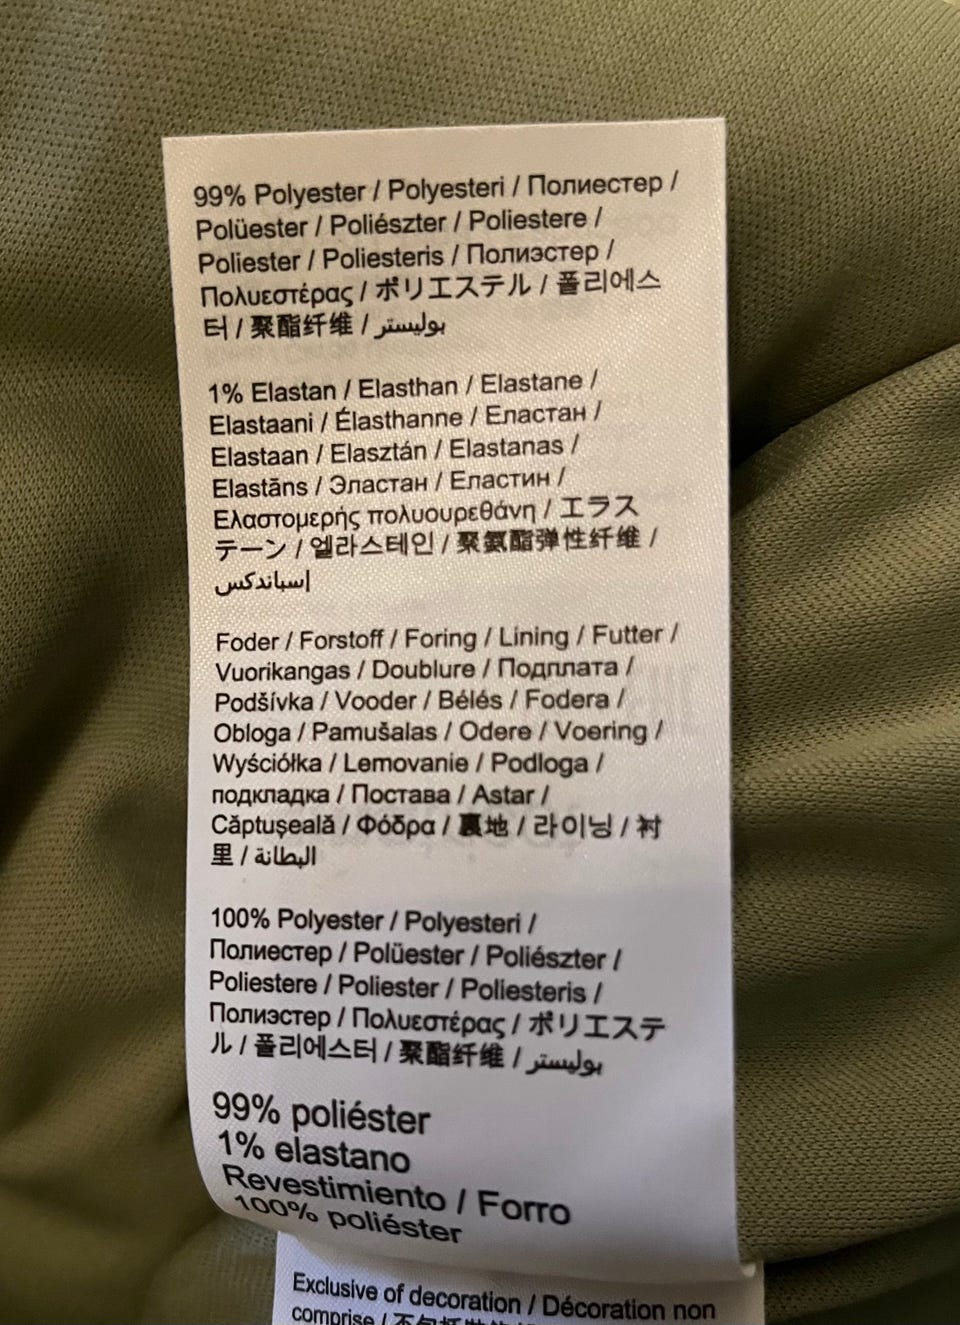 99% Polyester / Polyesteri / Полиестер /
Polüester / Poliészter / Poliestere /
Poliester / Poliesteris / Полиэстер /
Πολυεστέρας / ポリエステル / 폴리에스
터 / 聚酯纤维 / بوليستر
1% Elastan / Elasthan / Elastane /
Elastaani / Élasthanne / Еластан /
Elastaan / Elasztán / Elastanas /
Elastāns / Эластан / Еластин /
Ελαστομερής πολυουρεθάνη / エラス
テーン / 엘라스테인 / 聚氨酯弹性纤维 /
إسباندكس
Foder / Forstoff / Foring / Lining / Futter /
Vuorikangas / Doublure / Подплата /
Podšívka / Vooder / Bélés / Fodera /
Obloga / Pamušalas / Odere / Voering /
Wyściółka / Lemovanie / Podloga /
подкладка / Постава / Astar /
Căptușeală / Φόδρα / 裏地 / 라이닝 / 衬
里 / البطانة
100% Polyester / Polyesteri /
Полиестер / Polüester / Poliészter /
Poliestere / Poliester / Poliesteris /
Полиэстер / Πολυεστέρας / ポリエステ
ル / 폴리에스터 / 聚酯纤维 / بوليستر
99% poliéster
1% elastano
Revestimiento / Forro
100% poliéster
Exclusive of decoration / Décoration non
comprise /